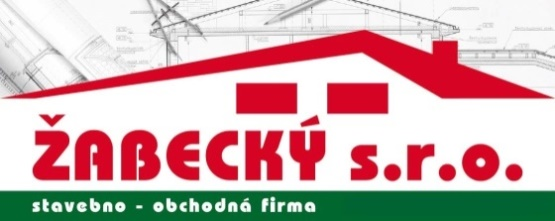 ŽABECKÝ s.r.o.
stavebno - obchodná firma